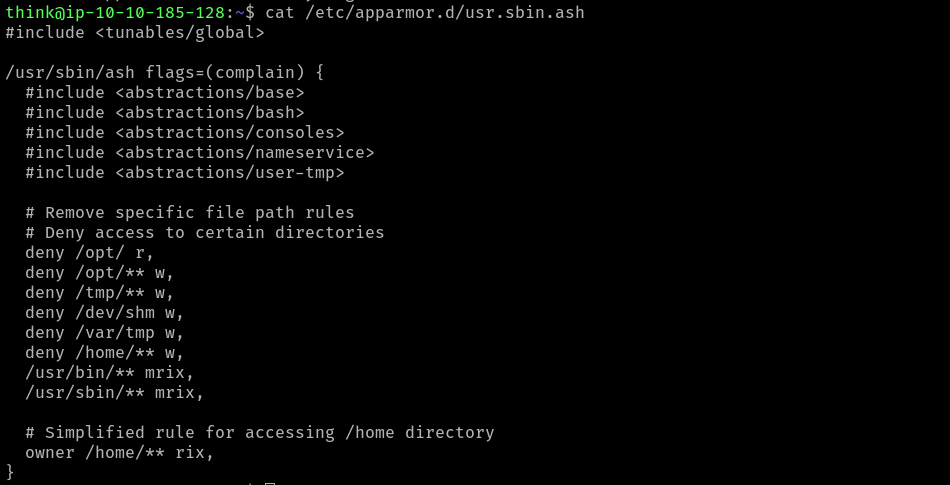 think@ip-10-10-185-128:~$ cat /etc/apparmor.d/usr.sbin.ash
#include <tunables/global>

/usr/sbin/ash flags=(complain) {
  #include <abstractions/base>
  #include <abstractions/bash>
  #include <abstractions/consoles>
  #include <abstractions/nameservice>
  #include <abstractions/user-tmp>

  # Remove specific file path rules
  # Deny access to certain directories
  deny /opt/ r,
  deny /opt/** w,
  deny /tmp/** w,
  deny /dev/shm w,
  deny /var/tmp w,
  deny /home/** w,
  /usr/bin/** mrix,
  /usr/sbin/** mrix,

  # Simplified rule for accessing /home directory
  owner /home/** rix,
}